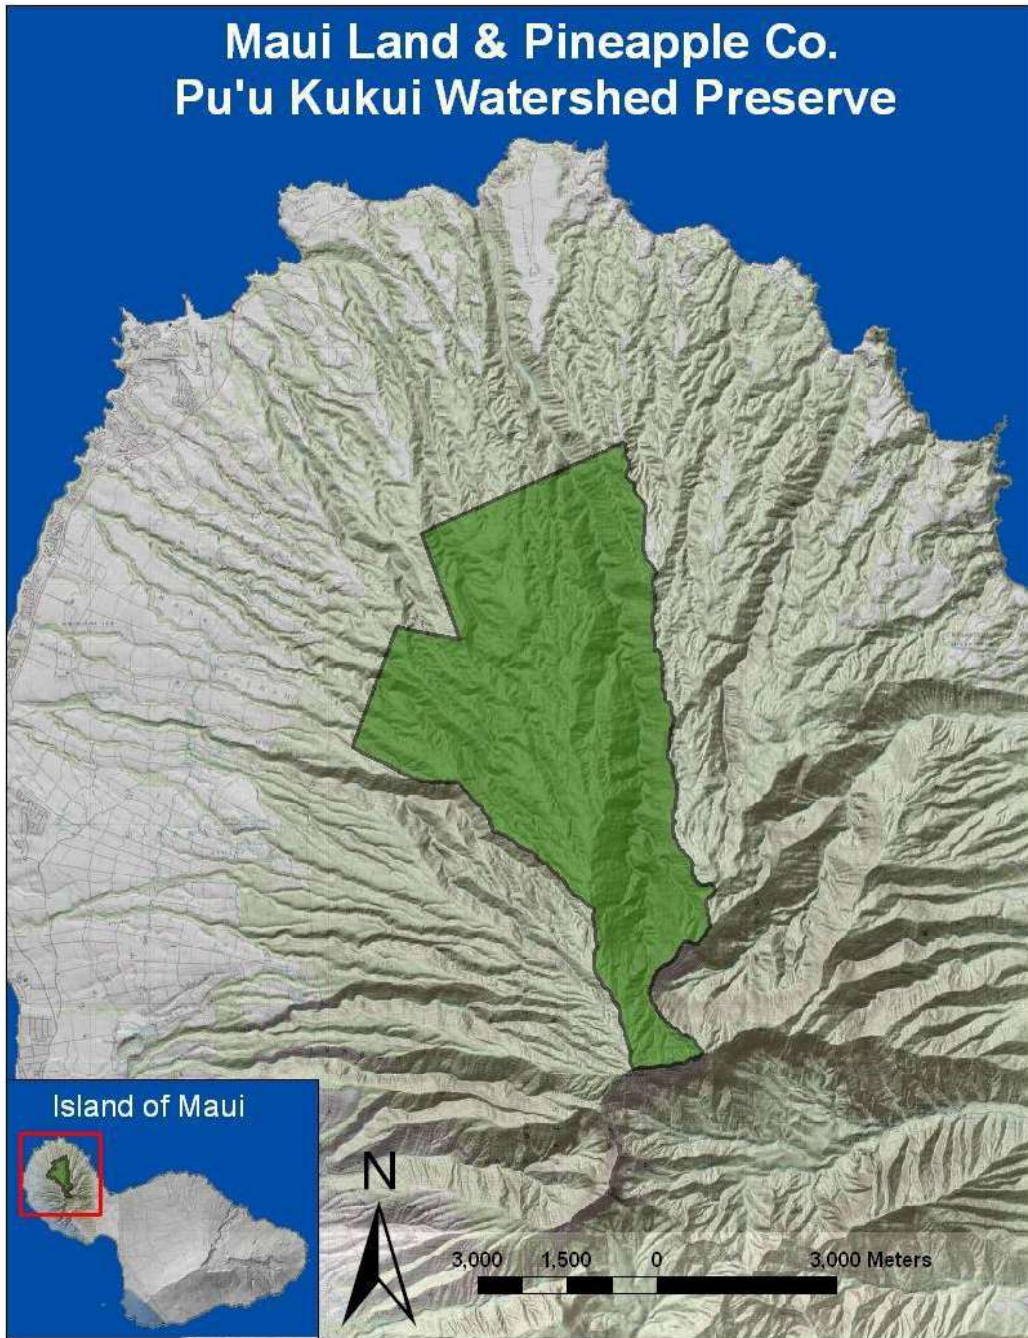 Maui Land & Pineapple Co.
Pu'u Kukui Watershed Preserve
Island of Maui
N
3,000 1,500 0 3,000 Meters